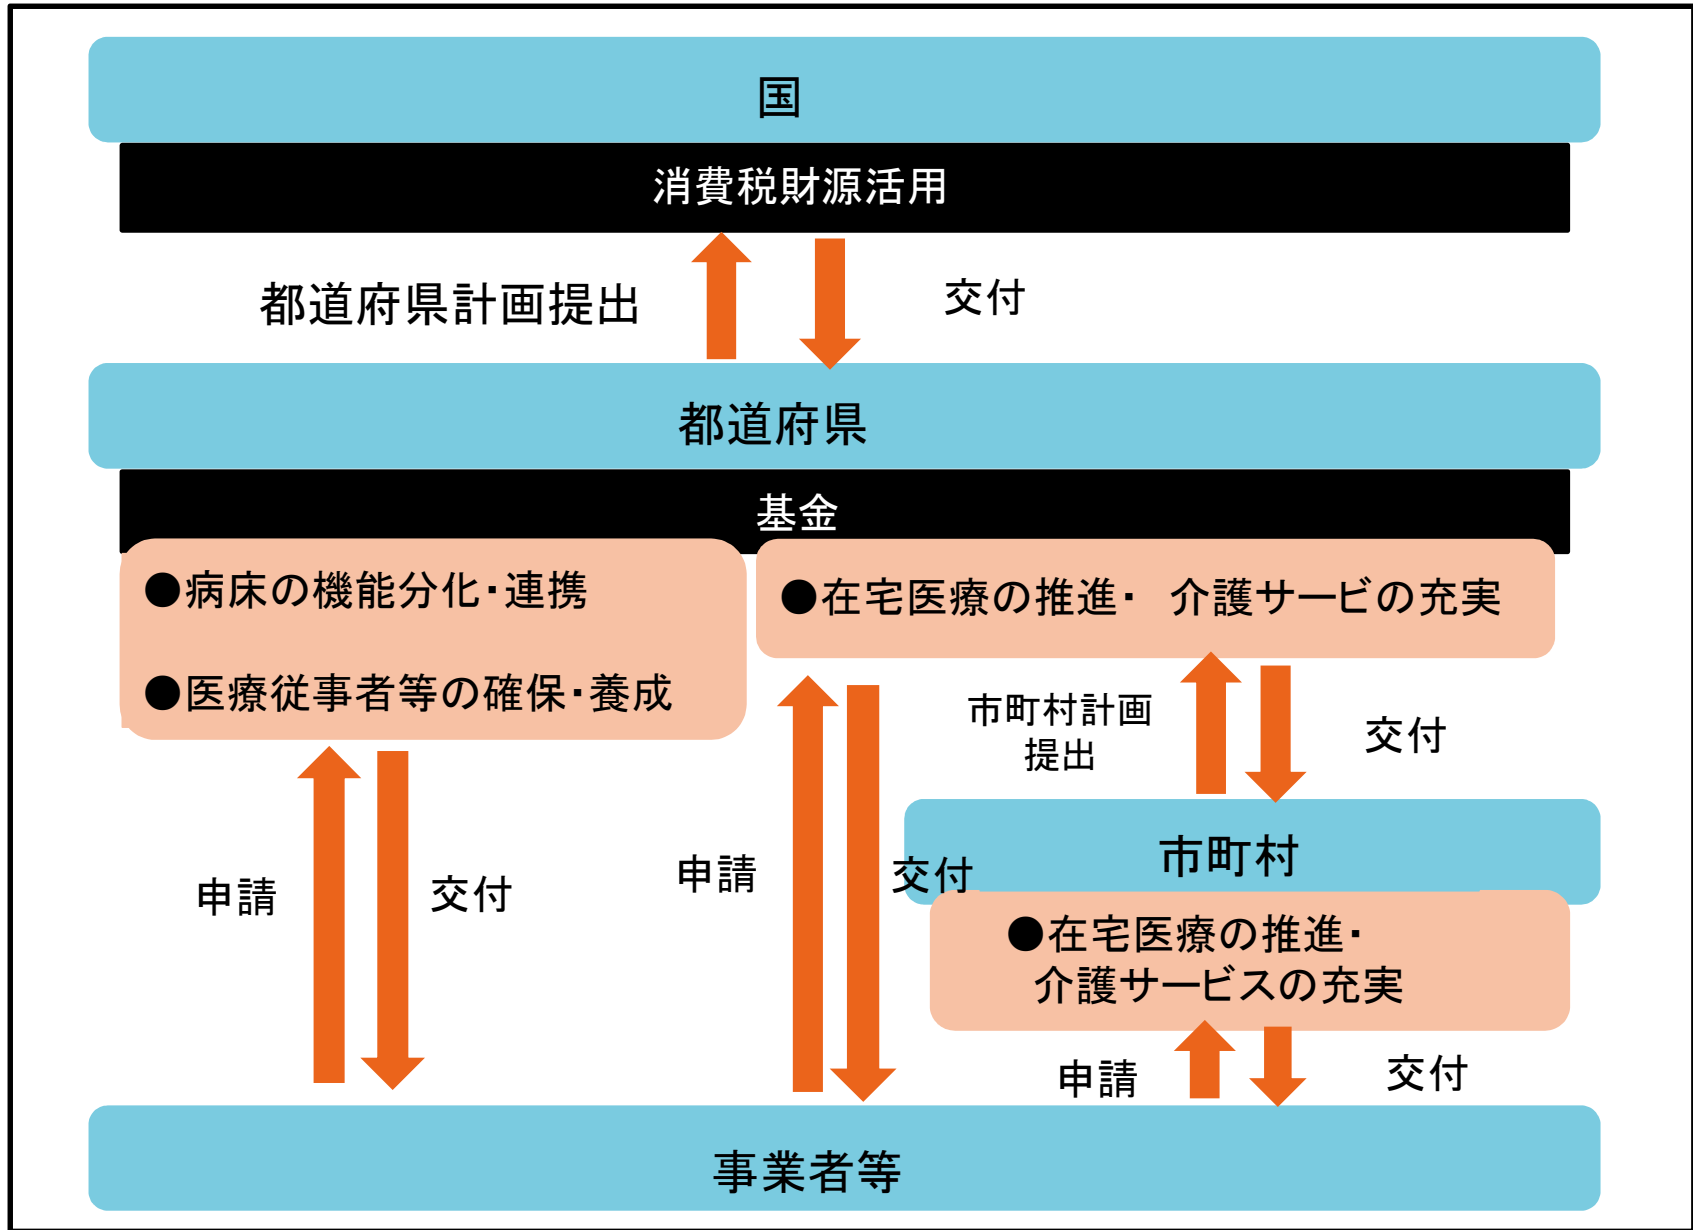 国
消費税財源活用
都道府県計画提出
交付
都道府県
基金
●病床の機能分化・連携
●医療従事者等の確保・養成
●在宅医療の推進・ 介護サービの充実
市町村計画
提出
交付
申請
交付
申請
交付
市町村
●在宅医療の推進・
介護サービスの充実
申請
交付
事業者等